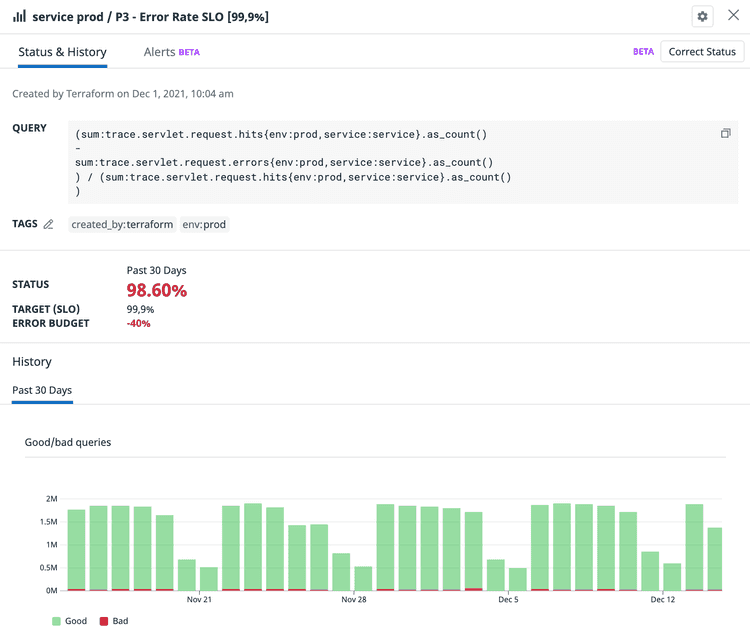 service prod / P3 - Error Rate SLO [99,9%]
Status & History
Alerts BETA
BETA
Correct Status
Created by Terraform on Dec 1, 2021, 10:04 am
QUERY
(sum:trace.servlet.request.hits{env:prod,service:service}.as_count()
-
sum:trace.servlet.request.errors{env:prod,service:service}.as_count()
) / (sum:trace.servlet.request.hits{env:prod,service:service}.as_count()
)
TAGS
created_by:terraform env:prod
Past 30 Days
STATUS 98.60%
TARGET (SLO) 99,9%
ERROR BUDGET -40%
History
Past 30 Days
Good/bad queries
2M
1.5M
1M
0.5M
0M
Nov 21 Nov 28 Dec 5 Dec 12
Good Bad